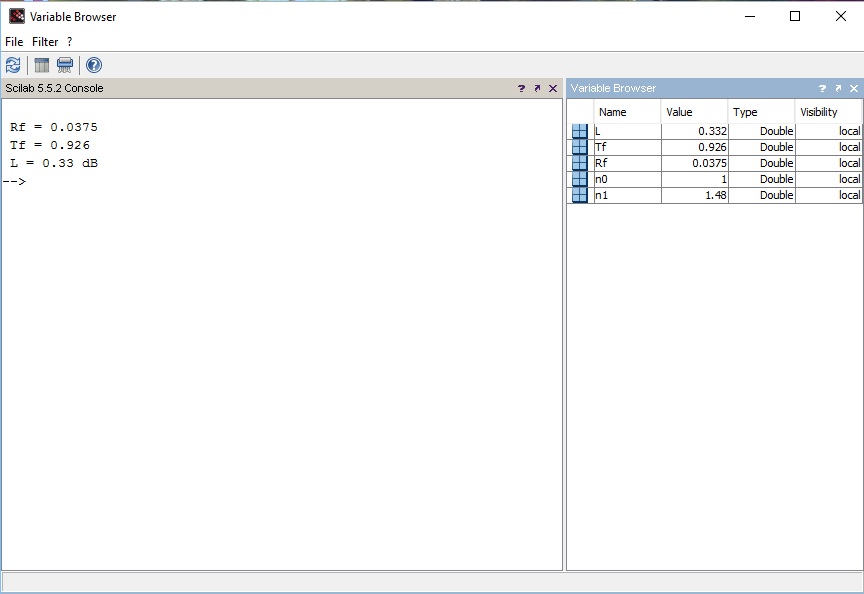 Variable Browser
File Filter ?
Scilab 5.5.2 Console ? Variable Browser ?
Rf = 0.0375
Tf = 0.926
L = 0.33 dB
-->
Name Value Type Visibility
L 0.332 Double local
Tf 0.926 Double local
Rf 0.0375 Double local
n0 1 Double local
n1 1.48 Double local